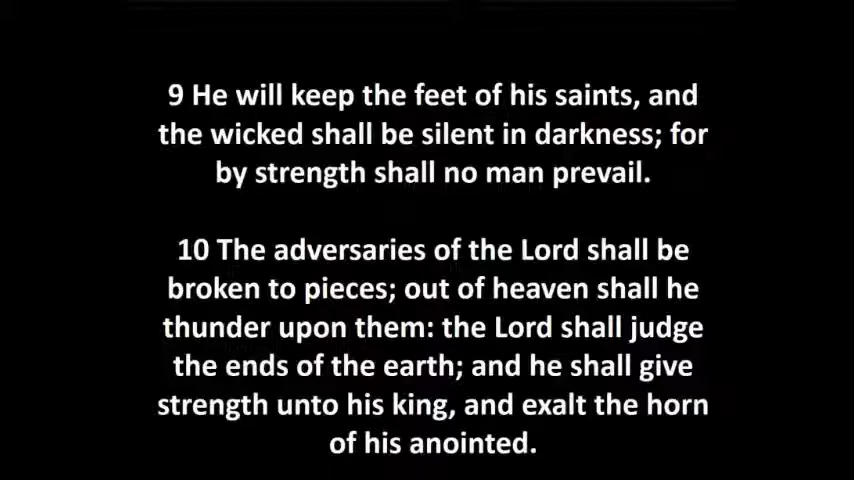 9 He will keep the feet of his saints, and
the wicked shall be silent in darkness; for
by strength shall no man prevail.
10 The adversaries of the Lord shall be
broken to pieces; out of heaven shall he
thunder upon them: the Lord shall judge
the ends of the earth; and he shall give
strength unto his king, and exalt the horn
of his anointed.